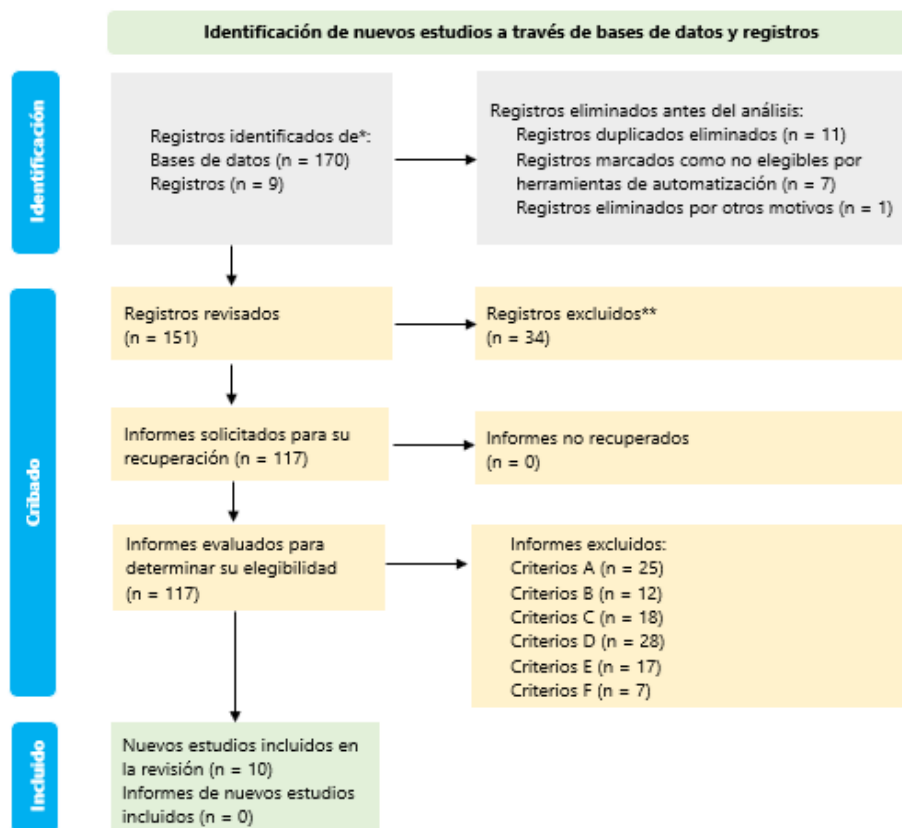 Identificación de nuevos estudios a través de bases de datos y registros
Identificación
Registros identificados de*:
Bases de datos (n = 170)
Registros (n = 9)
Registros eliminados antes del análisis:
Registros duplicados eliminados (n = 11)
Registros marcados como no elegibles por
herramientas de automatización (n = 7)
Registros eliminados por otros motivos (n = 1)
Cribado
Registros revisados
(n = 151)
Registros excluidos**
(n = 34)
Informes solicitados para su
recuperación (n = 117)
Informes no recuperados
(n = 0)
Informes evaluados para
determinar su elegibilidad
(n = 117)
Informes excluidos:
Criterios A (n = 25)
Criterios B (n = 12)
Criterios C (n = 18)
Criterios D (n = 28)
Criterios E (n = 17)
Criterios F (n = 7)
Incluido
Nuevos estudios incluidos en
la revisión (n = 10)
Informes de nuevos estudios
incluidos (n = 0)